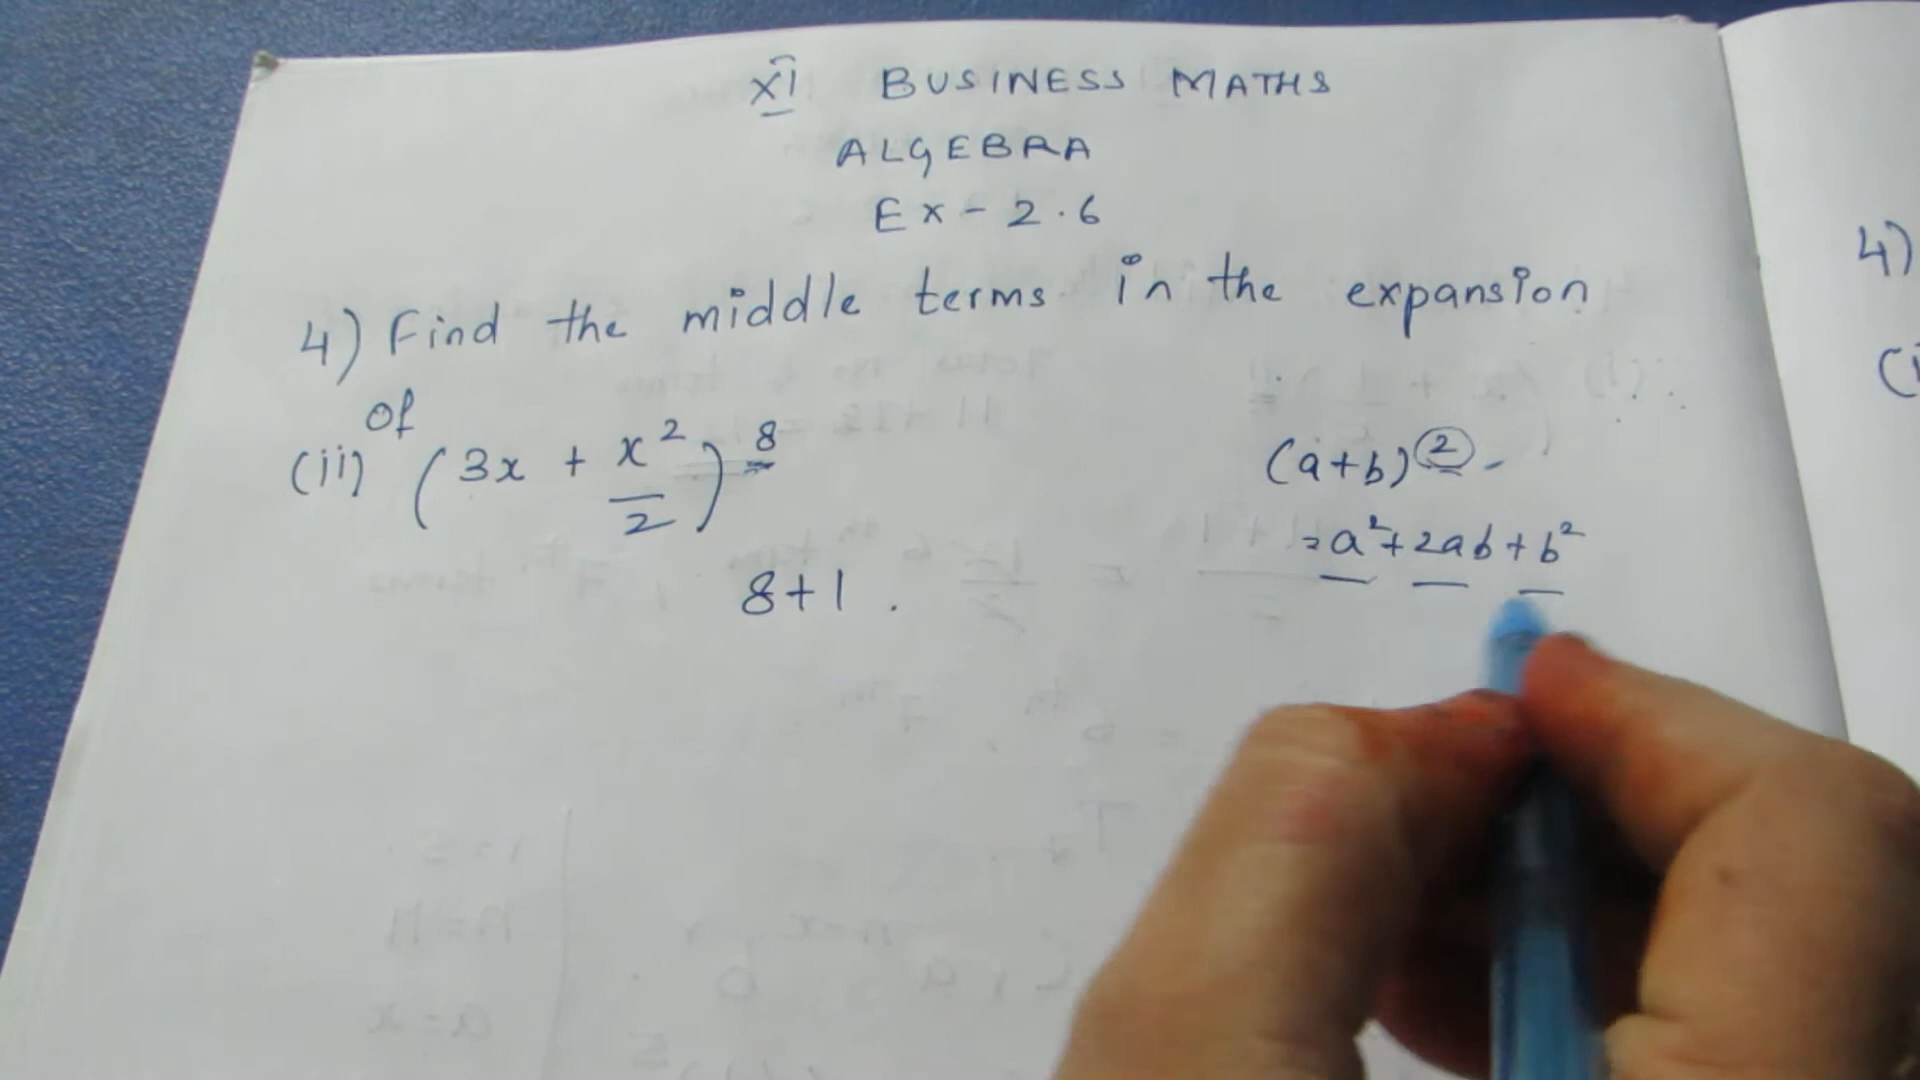 XI BUSINESS MATHS
ALGEBRA
Ex - 2.6
4) Find the middle terms in the expansion
of
(ii) (3x + x²/2)⁸
8+1 .
(a+b)² -
= a² + 2ab + b²
4)
(i